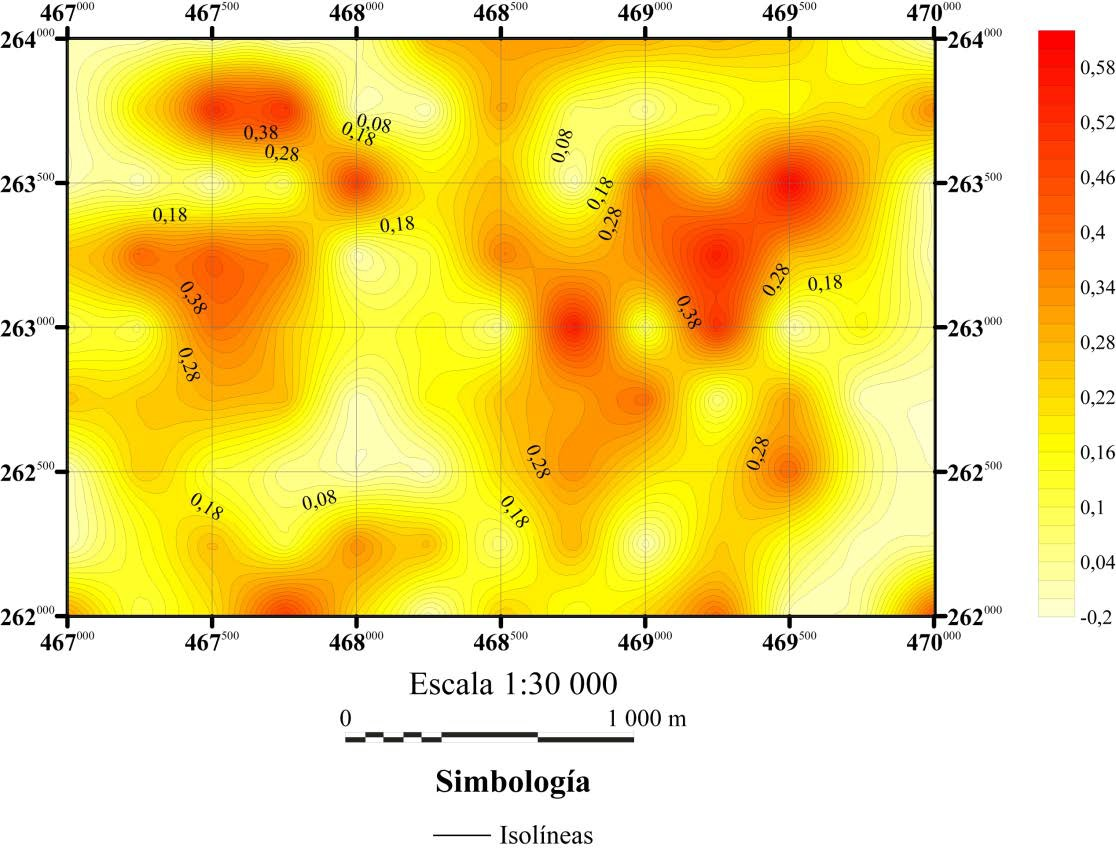 467⁰⁰⁰ 467⁵⁰⁰ 468⁰⁰⁰ 468⁵⁰⁰ 469⁰⁰⁰ 469⁵⁰⁰ 470⁰⁰⁰
264⁰⁰⁰ 264⁰⁰⁰
0,58
0,08
0,52
0,38 0,18
0,28 0,08
263⁵⁰⁰ 0,18 263⁵⁰⁰
0,46
0,18 0,18 0,28
0,4
0,28 0,18
0,38 0,38
0,34
263⁰⁰⁰ 263⁰⁰⁰
0,28
0,28
0,22
0,28 0,28
0,16
262⁵⁰⁰ 262⁵⁰⁰
0,18 0,08 0,18
0,1
0,04
262⁰⁰⁰ 262⁰⁰⁰
-0,2
467⁰⁰⁰ 467⁵⁰⁰ 468⁰⁰⁰ 468⁵⁰⁰ 469⁰⁰⁰ 469⁵⁰⁰ 470⁰⁰⁰
Escala 1:30 000
0 1 000 m
Simbología
Isolíneas